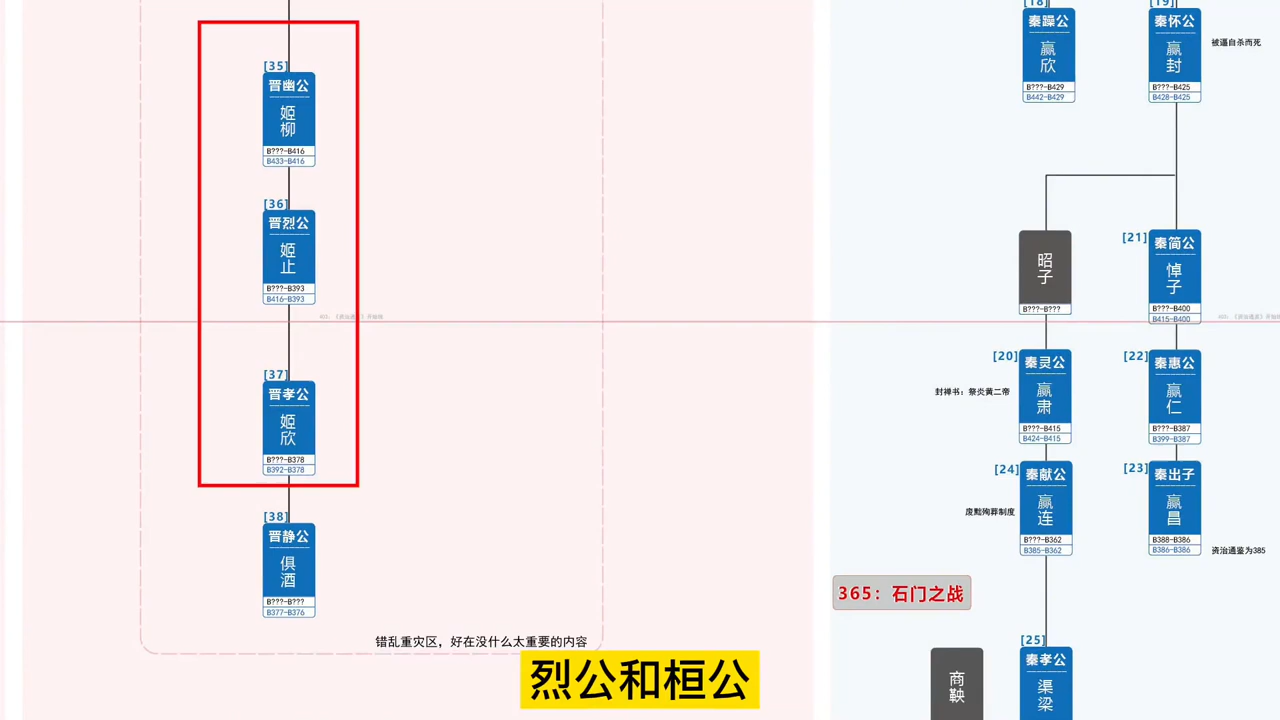 [35]
晋幽公
姬柳
B???-B416
B433-B416
[36]
晋烈公
姬止
B???-B393
B416-B393
[37]
晋孝公
姬欣
B???-B378
B392-B378
[38]
晋静公
俱酒
B???-B???
B377-B376
错乱重灾区，好在没什么太重要的内容
烈公和桓公
[18]
秦躁公
嬴欣
B???-B429
B442-B429
[19]
秦怀公
嬴封
B???-B425
B428-B425
被逼自杀而死
昭子
B???-B???
[21]
秦简公
悼子
B???-B400
B415-B400
[20]
秦灵公
嬴肃
B???-B415
B424-B415
封禅书：祭炎黄二帝
[22]
秦惠公
嬴仁
B???-B387
B399-B387
[24]
秦献公
嬴连
B???-B362
B385-B362
废黜殉葬制度
[23]
秦出子
嬴昌
B388-B386
B386-B386
资治通鉴为385
365：石门之战
商鞅
[25]
秦孝公
渠梁